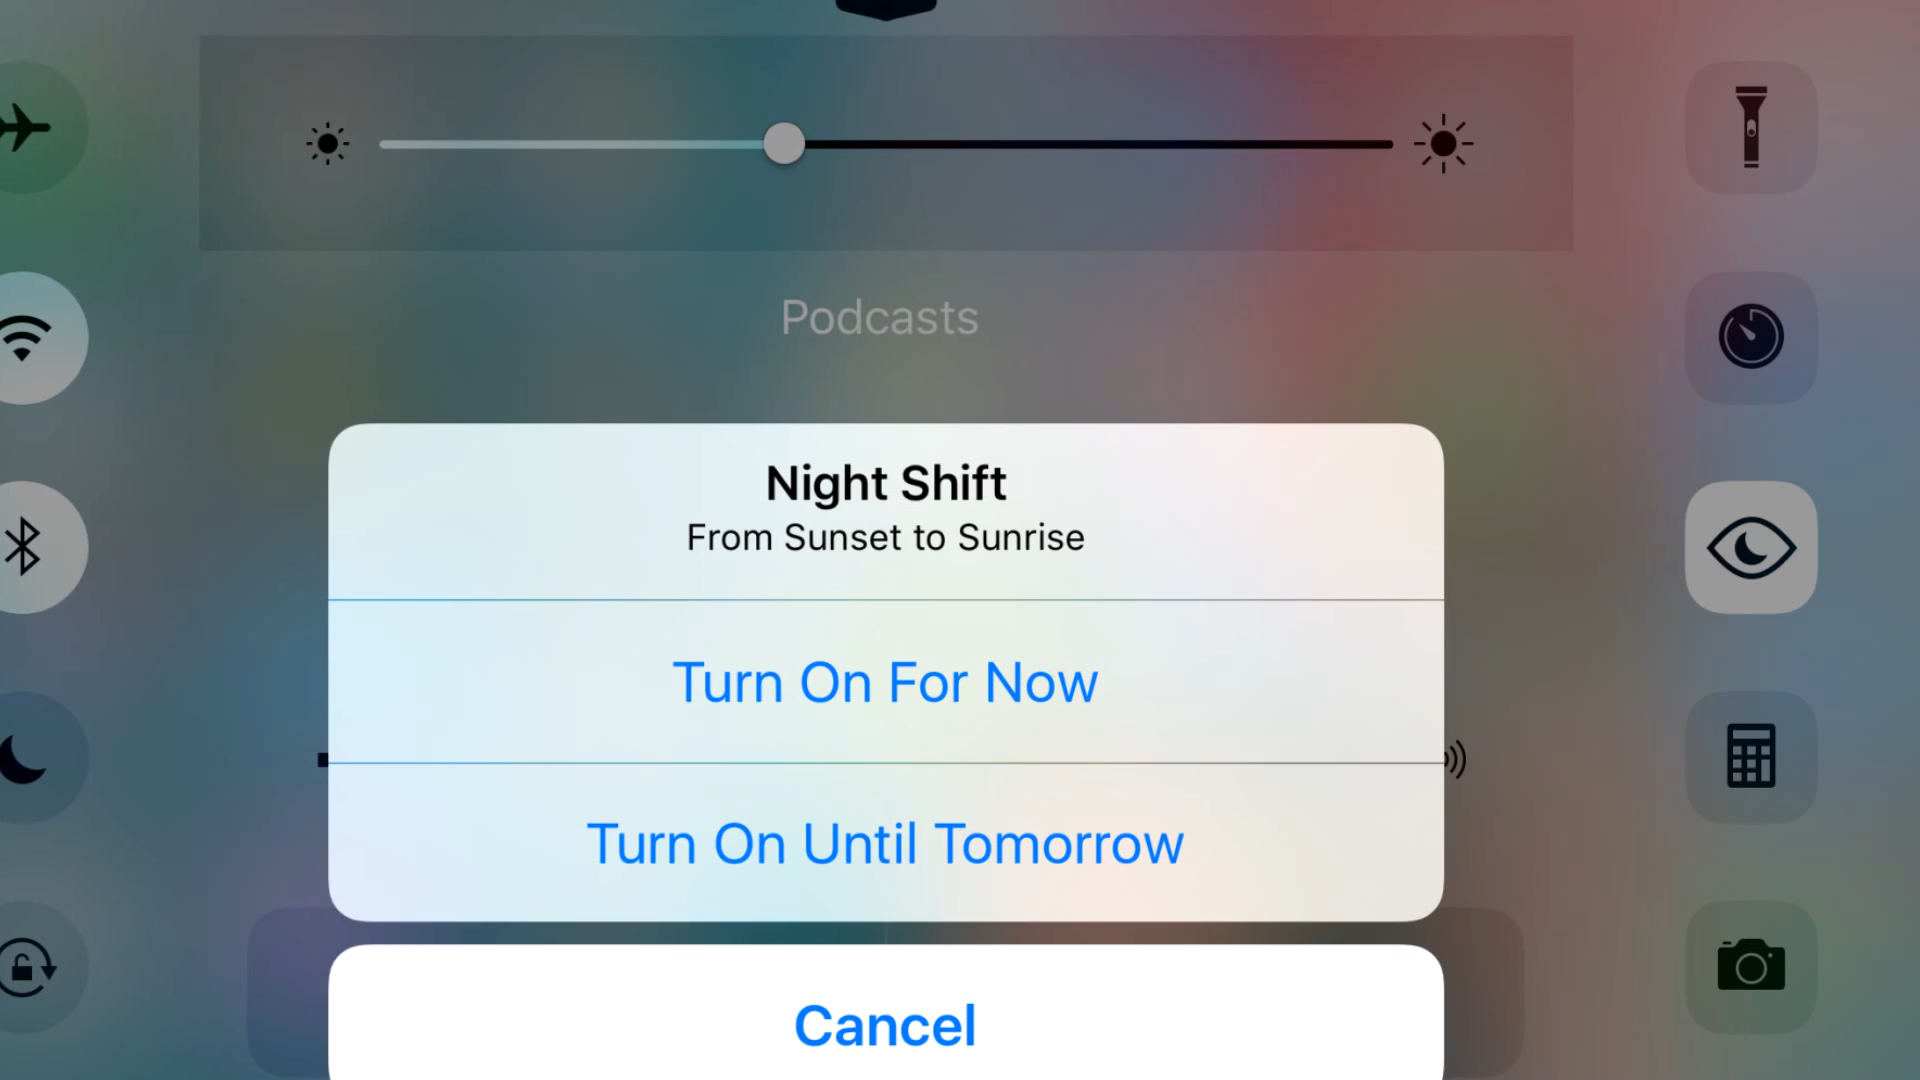 Podcasts
Night Shift
From Sunset to Sunrise
Turn On For Now
Turn On Until Tomorrow
Cancel